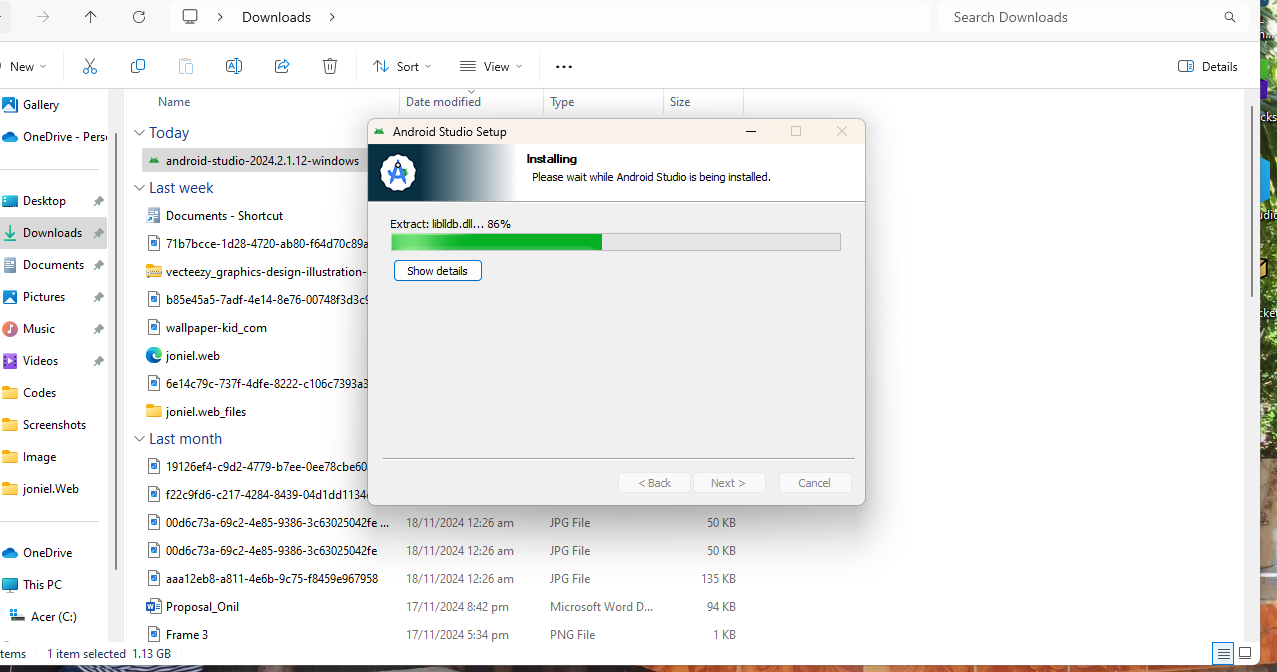 Downloads
Search Downloads
New
Sort
View
Details
Name
Date modified
Type
Size
Gallery
OneDrive - Pers
Desktop
Downloads
Documents
Pictures
Music
Videos
Codes
Screenshots
Image
joniel.Web
OneDrive
This PC
Acer (C:)
Today
android-studio-2024.2.1.12-windows
Last week
Documents - Shortcut
71b7bcce-1d28-4720-ab80-f64d70c89a
vecteezy_graphics-design-illustration-
b85e45a5-7adf-4e14-8e76-00748f3d3c9
wallpaper-kid_com
joniel.web
6e14c79c-737f-4dfe-8222-c106c7393a3
joniel.web_files
Last month
19126ef4-c9d2-4779-b7ee-0ee78cbe60
f22c9fd6-c217-4284-8439-04d1dd1134
00d6c73a-69c2-4e85-9386-3c63025042fe ... 18/11/2024 12:26 am JPG File 50 KB
00d6c73a-69c2-4e85-9386-3c63025042fe 18/11/2024 12:26 am JPG File 50 KB
aaa12eb8-a811-4e6b-9c75-f8459e967958 18/11/2024 12:26 am JPG File 135 KB
Proposal_Onil 17/11/2024 8:42 pm Microsoft Word D... 94 KB
Frame 3 17/11/2024 5:34 pm PNG File 1 KB
Android Studio Setup
Installing
Please wait while Android Studio is being installed.
Extract: liblldb.dll... 86%
Show details
< Back
Next >
Cancel
tems
1 item selected 1.13 GB